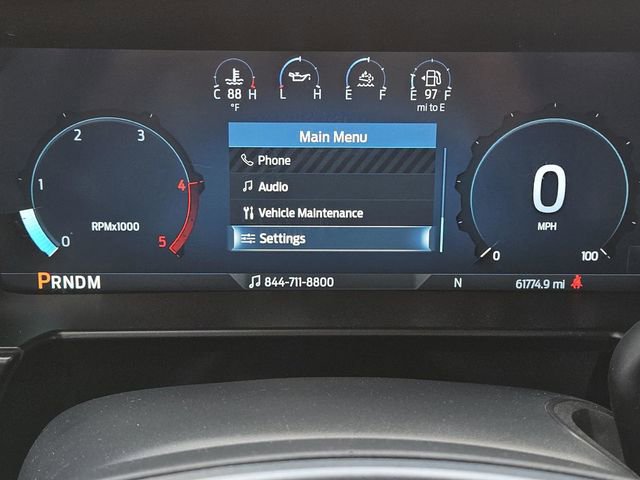 C 88 H
°F
L H
E F
E 97 F
mi to E
Main Menu
Phone
Audio
Vehicle Maintenance
Settings
0 1 2 3 4 5
RPMx1000
0
MPH
0 100
PRNDM
844-711-8800
N
61774.9 mi